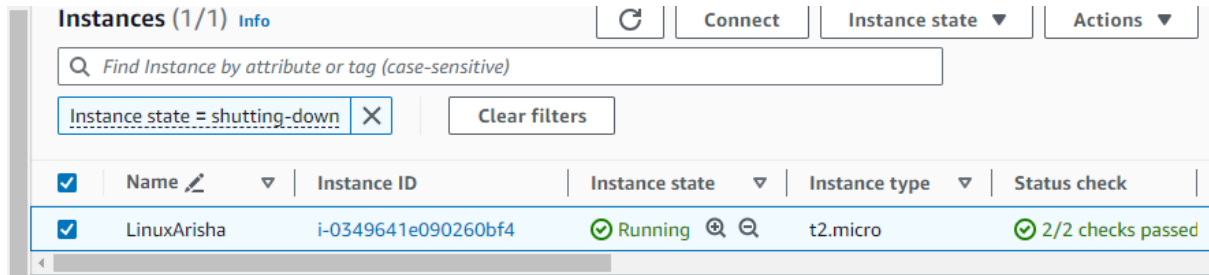 Instances (1/1) Info Connect Instance state ▼ Actions ▼
Find Instance by attribute or tag (case-sensitive)
Instance state = shutting-down Clear filters
Name Instance ID Instance state Instance type Status check
LinuxArisha i-0349641e090260bf4 Running t2.micro 2/2 checks passed